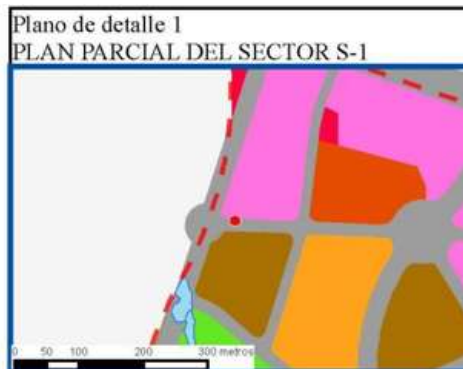 Plano de detalle 1
PLAN PARCIAL DEL SECTOR S-1
0 50 100 200 300 metros